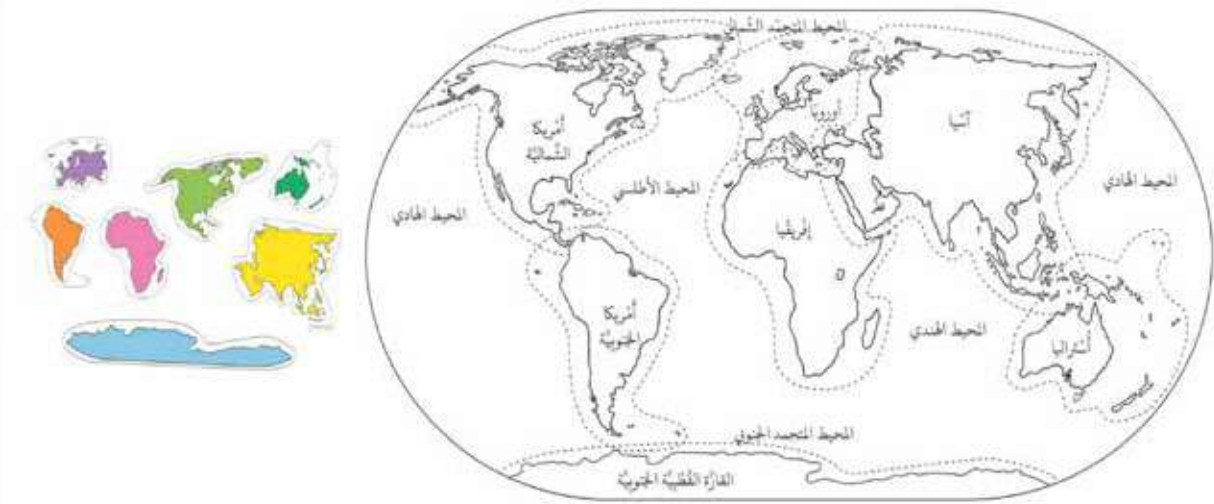 المحيط المتجمد الشمالي
أوروبا
آسيا
أمريكا
الشمالية
المحيط الهادي
المحيط الأطلسي
المحيط الهادي
إفريقيا
أمريكا
الجنوبية
المحيط الهندي
أستراليا
المحيط المتجمد الجنوبي
القارة القطبية الجنوبية